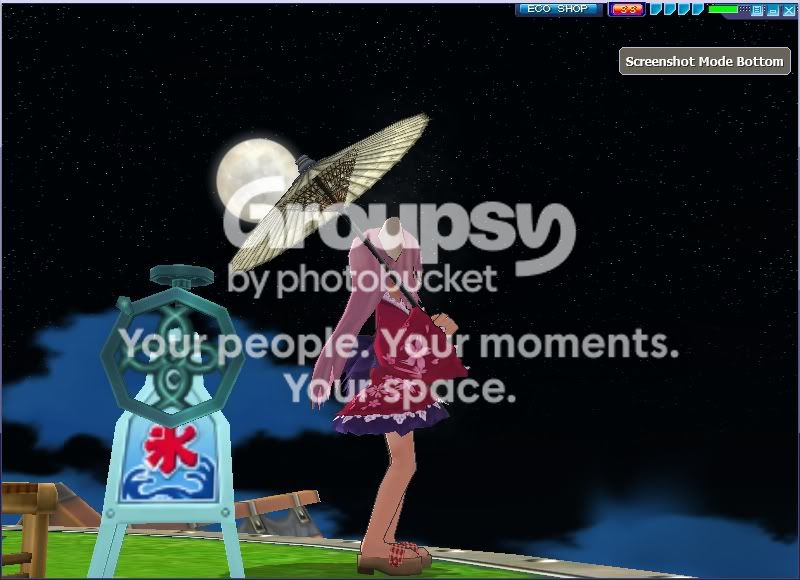 ECO SHOP
Screenshot Mode Bottom
Groupsy
by photobucket
Your people. Your moments.
Your space.
氷